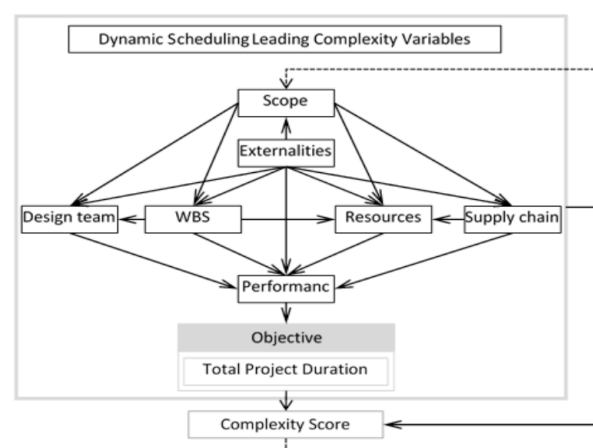 Dynamic Scheduling Leading Complexity Variables
Scope
Externalities
Design team
WBS
Resources
Supply chain
Performanc
Objective
Total Project Duration
Complexity Score